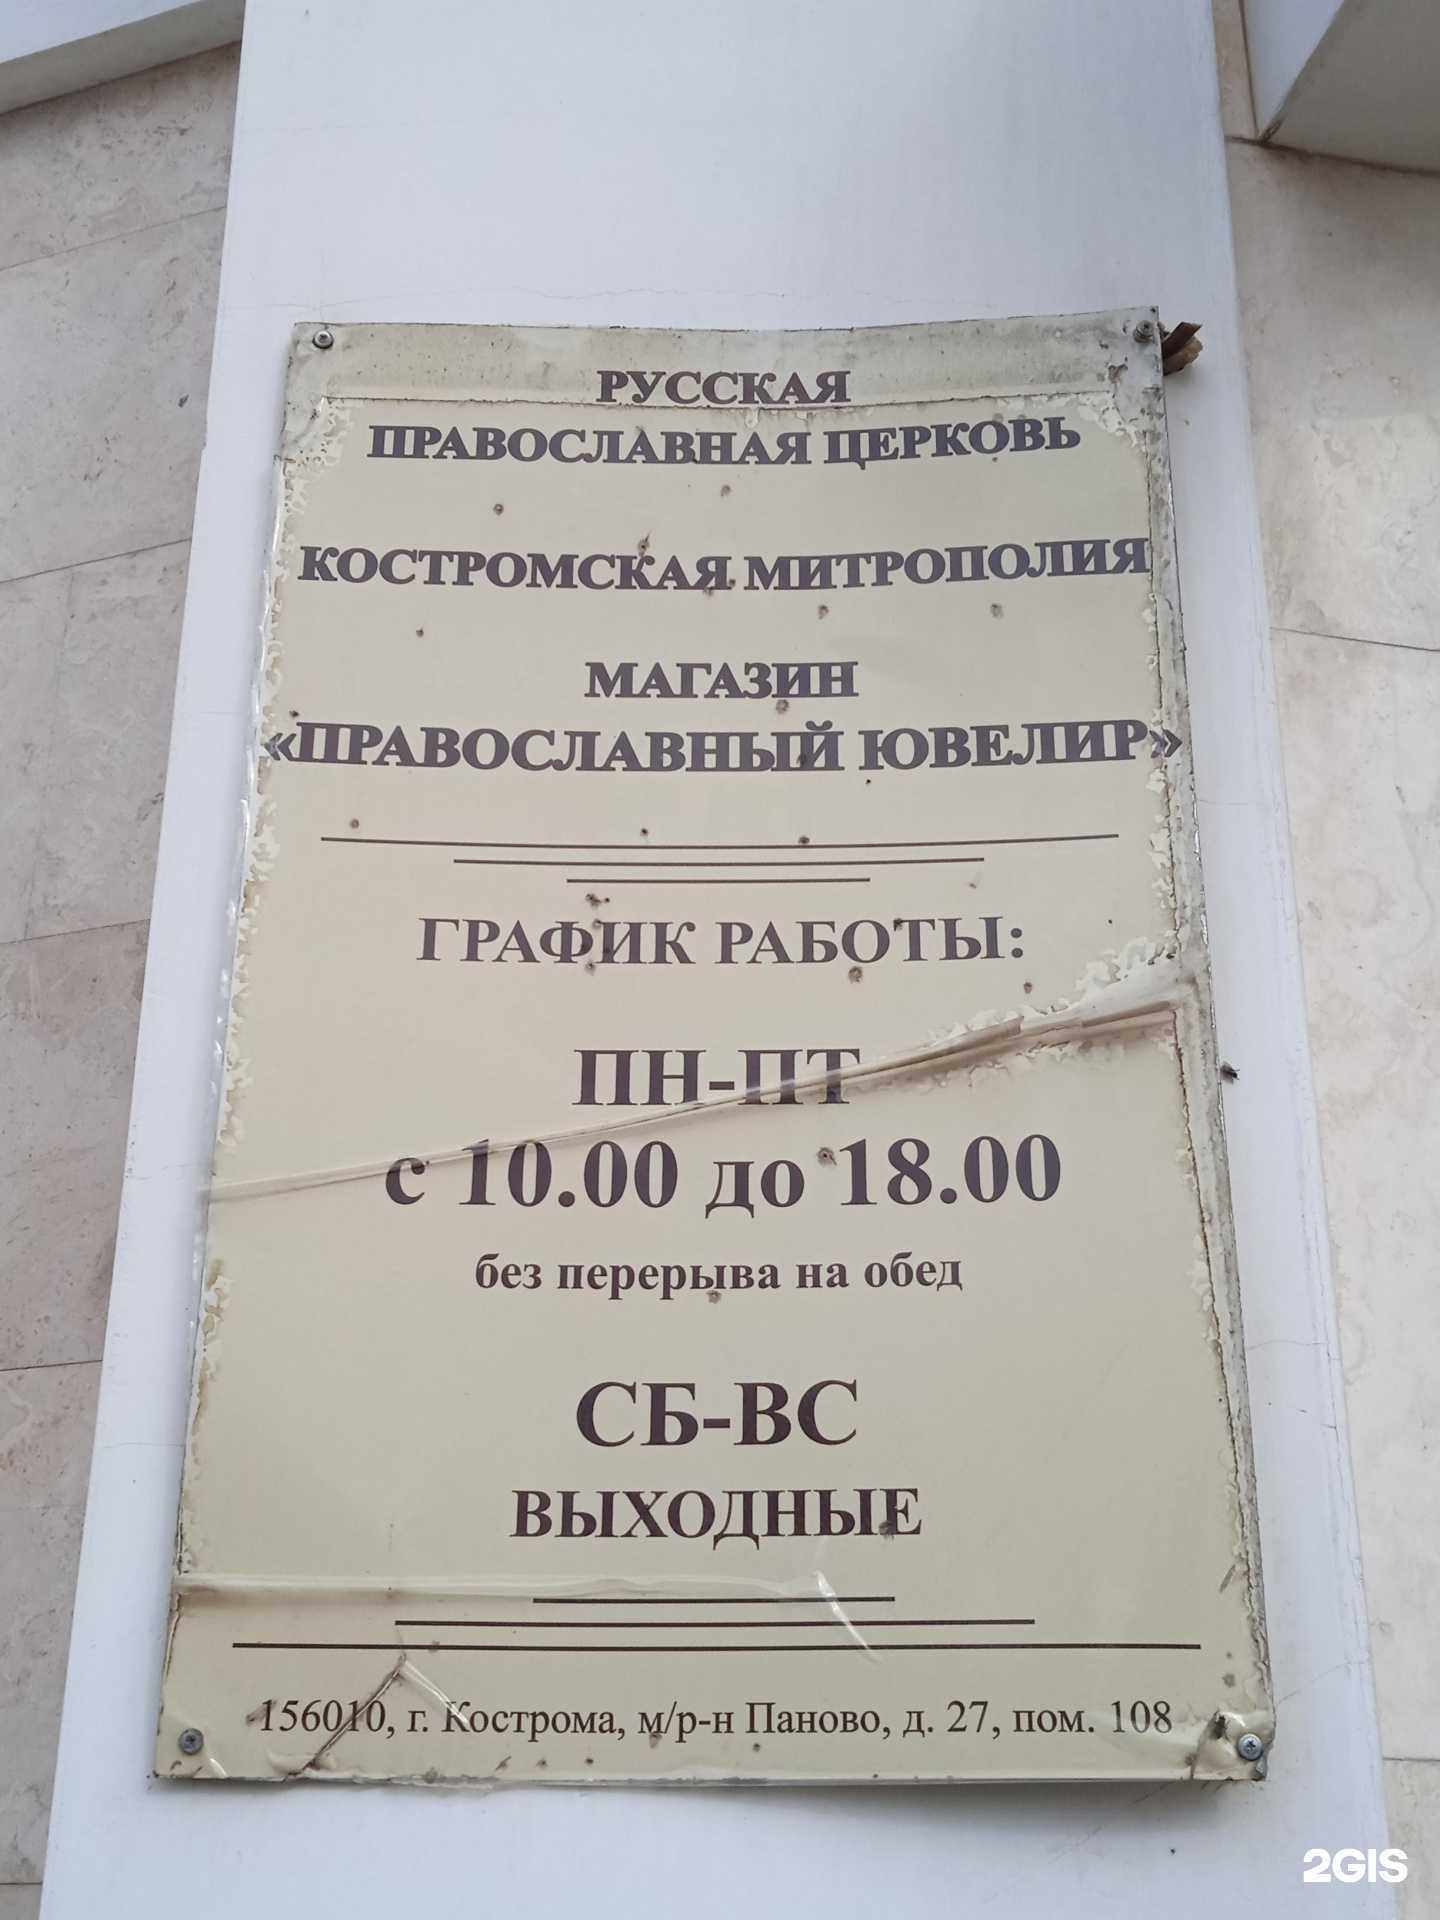 РУССКАЯ
ПРАВОСЛАВНАЯ ЦЕРКОВЬ
КОСТРОМСКАЯ МИТРОПОЛИЯ
МАГАЗИН
«ПРАВОСЛАВНЫЙ ЮВЕЛИР»
ГРАФИК РАБОТЫ:
ПН-ПТ
с 10.00 до 18.00
без перерыва на обед
СБ-ВС
ВЫХОДНЫЕ
156010, г. Кострома, м/р-н Паново, д. 27, пом. 108
2GIS